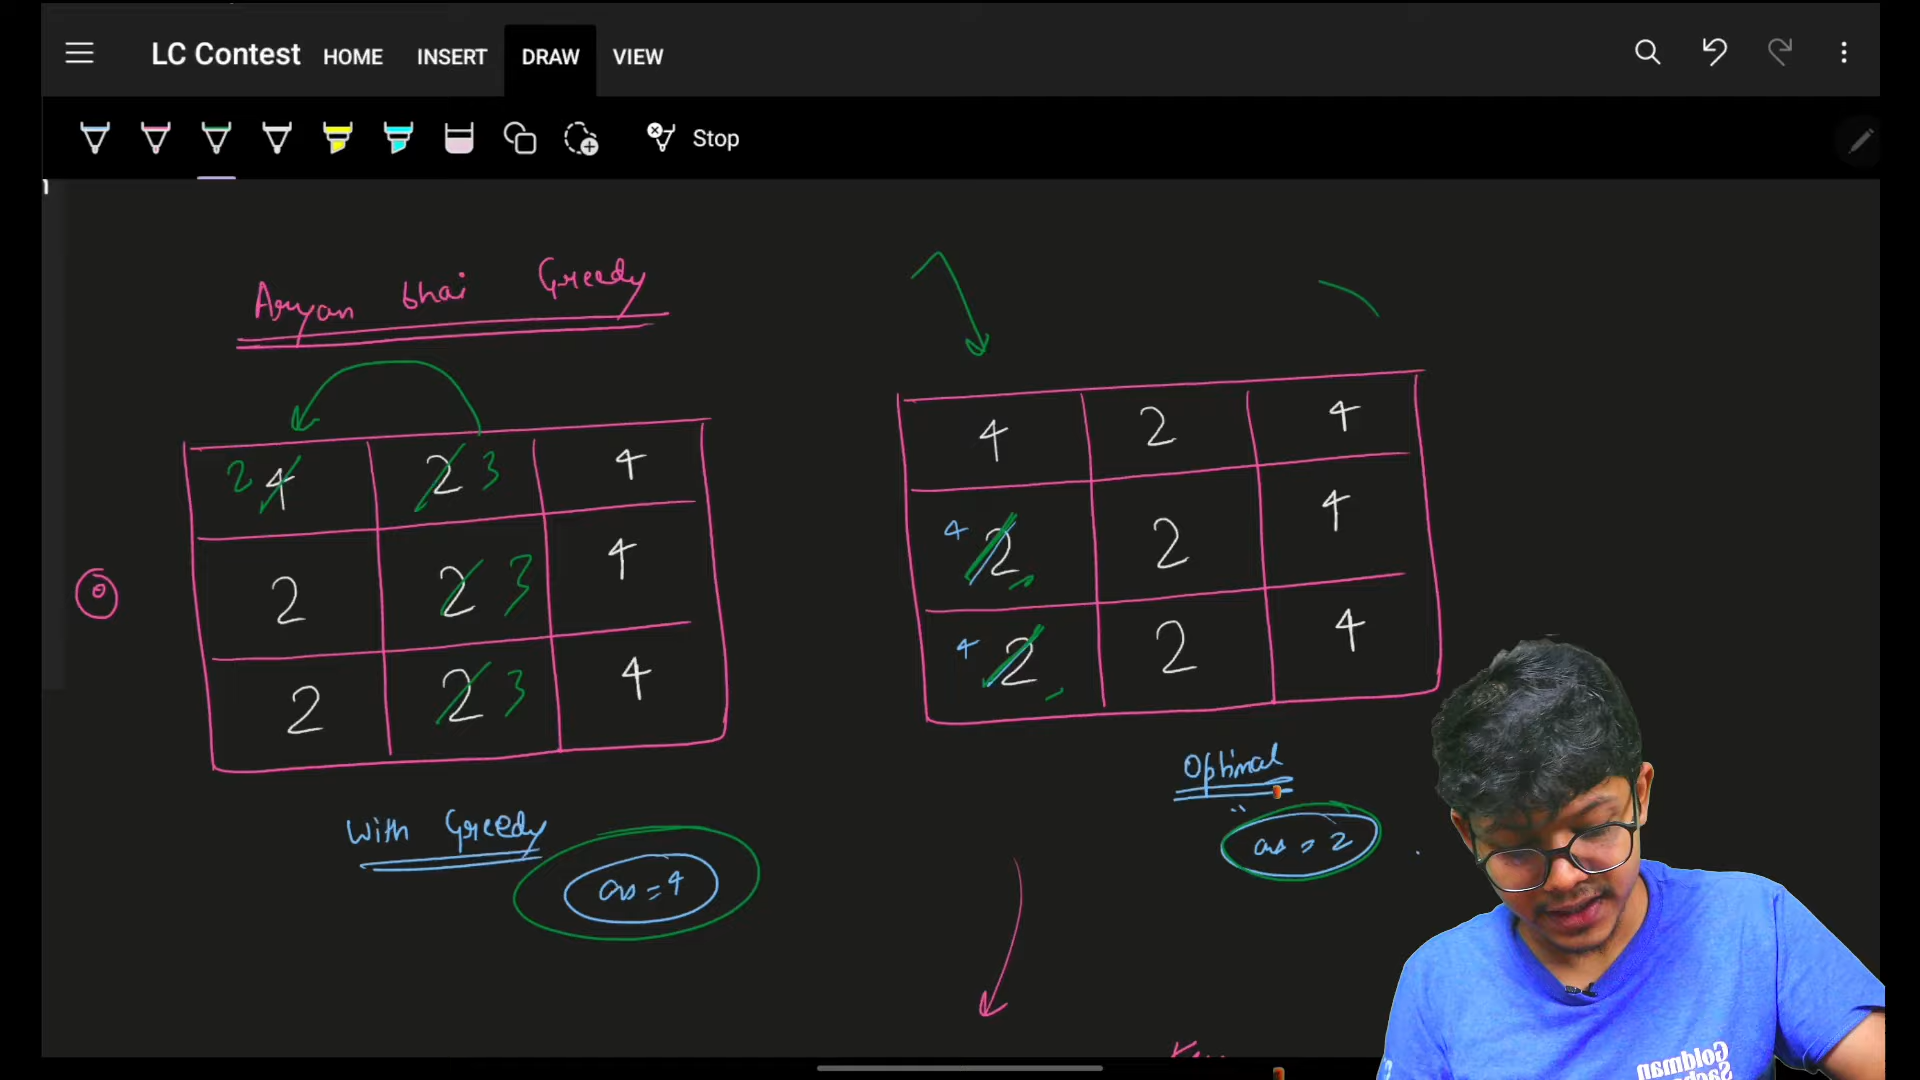 LC Contest HOME INSERT DRAW VIEW
Stop
Aryan bhai Greedy
2 4 2 3 4
2 2 3 4
2 2 3 4
With Greedy
ans = 4
4 2 4
4 2 2 4
4 2 2 4
Optimal
ans = 2
Goldman